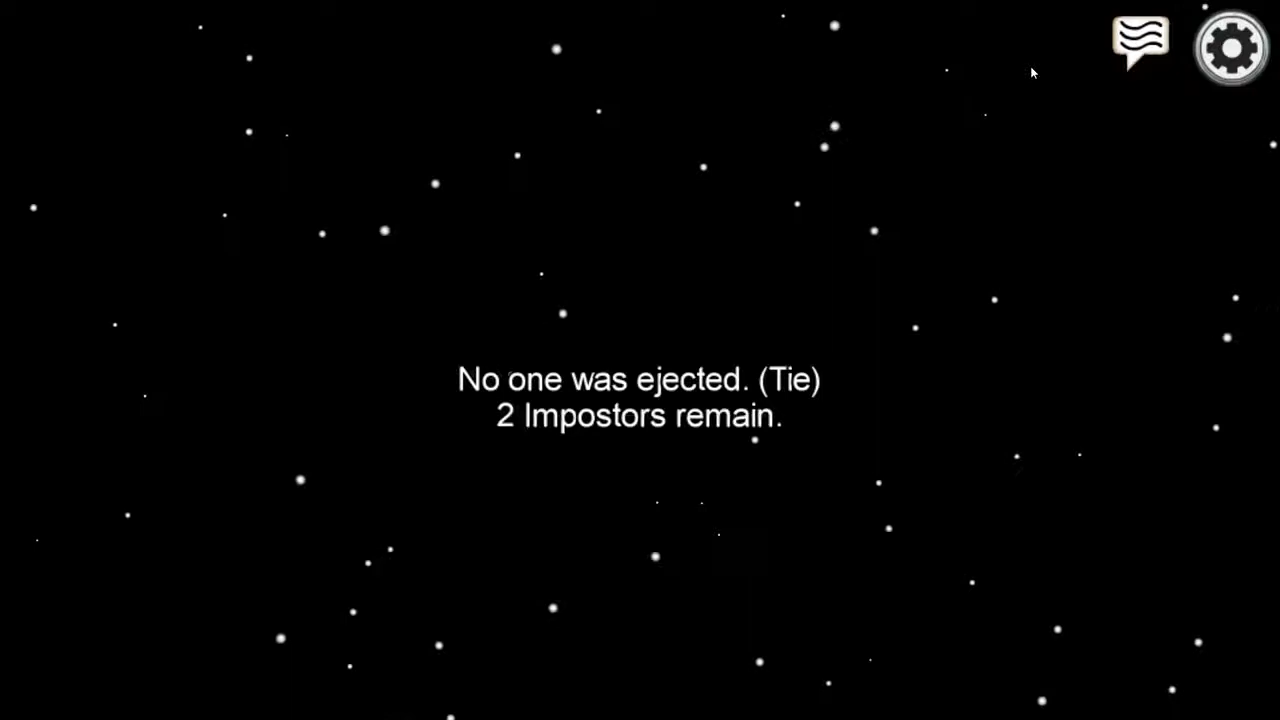 No one was ejected. (Tie)
2 Impostors remain.